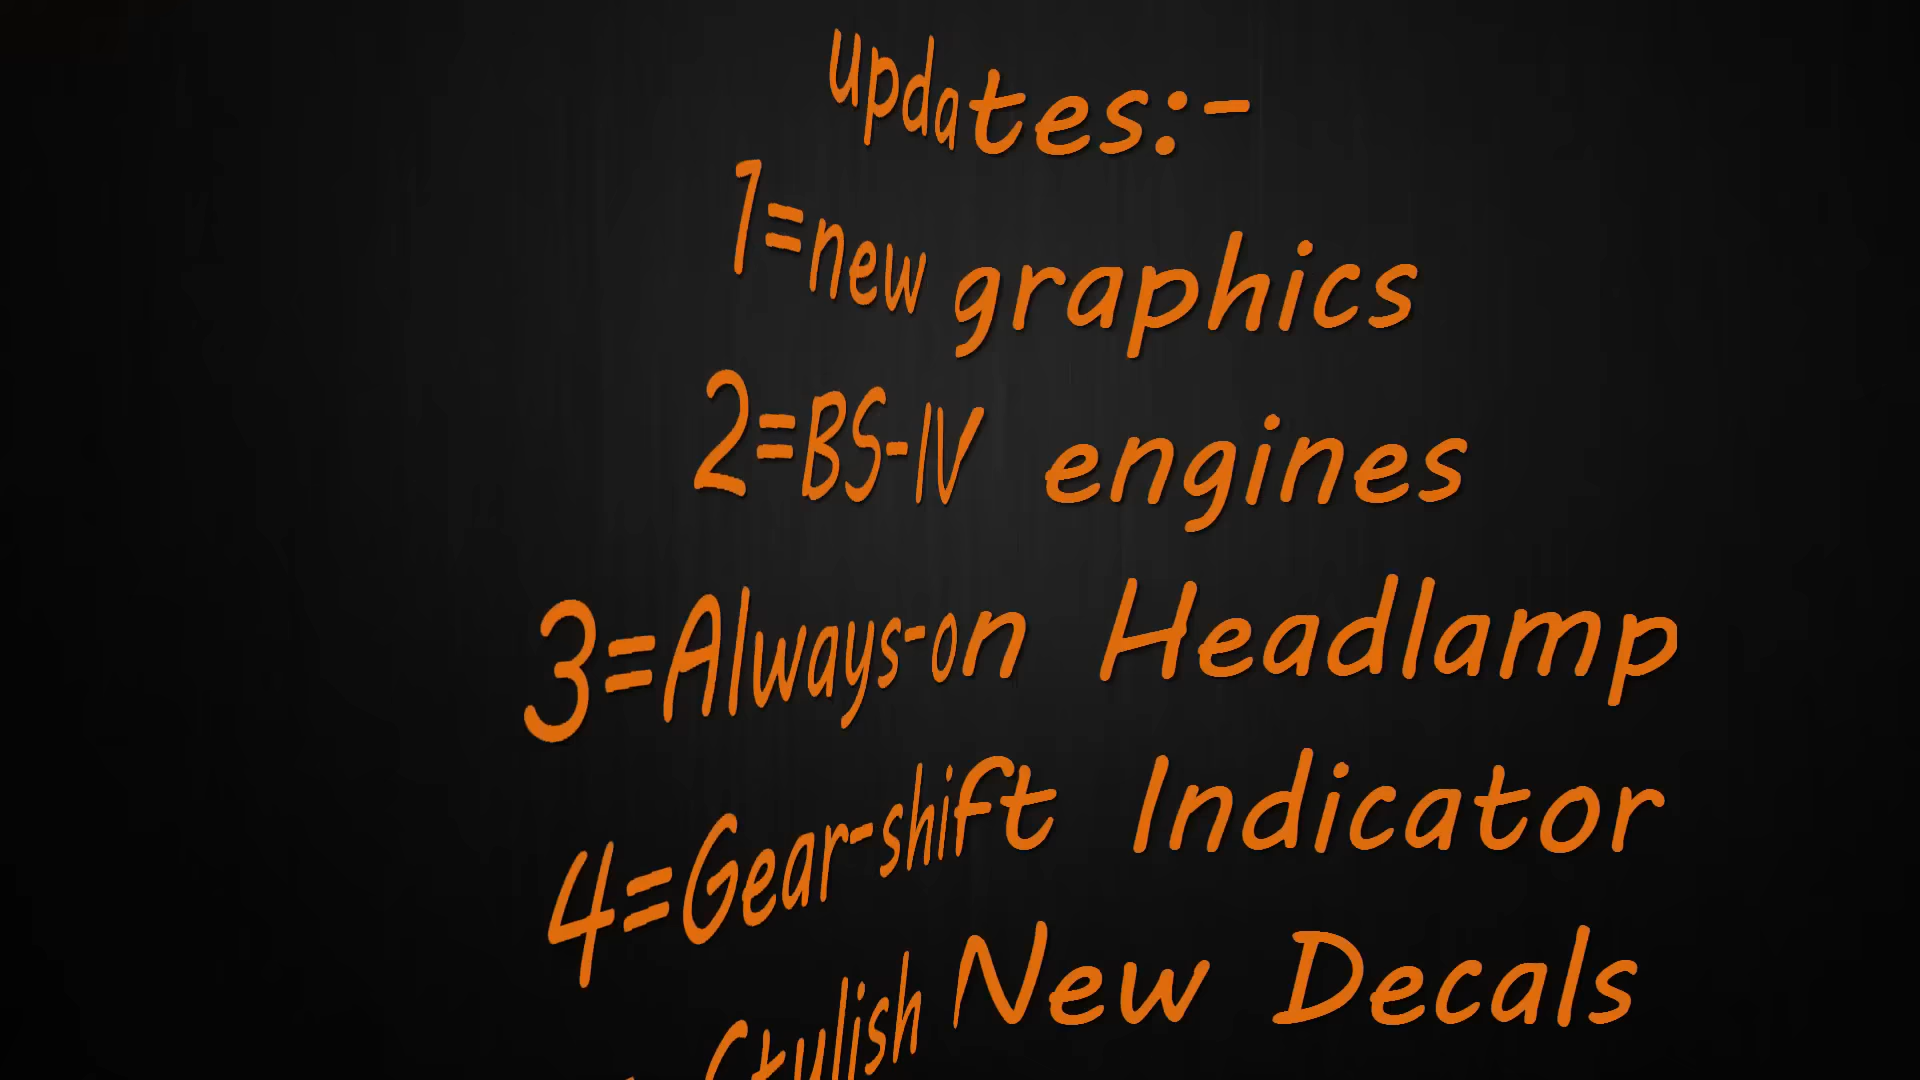 updates:-
1=new graphics
2=BS-IV engines
3=Always-on Headlamp
4=Gear-shift Indicator
Stylish New Decals